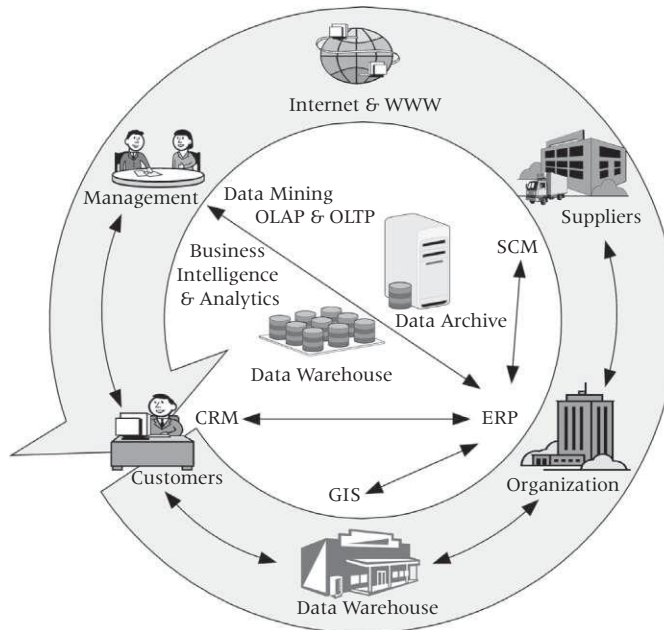 Internet & WWW
Management
Data Mining
OLAP & OLTP
Suppliers
Business
Intelligence
& Analytics
SCM
Data Archive
Data Warehouse
CRM
ERP
Customers
GIS
Organization
Data Warehouse